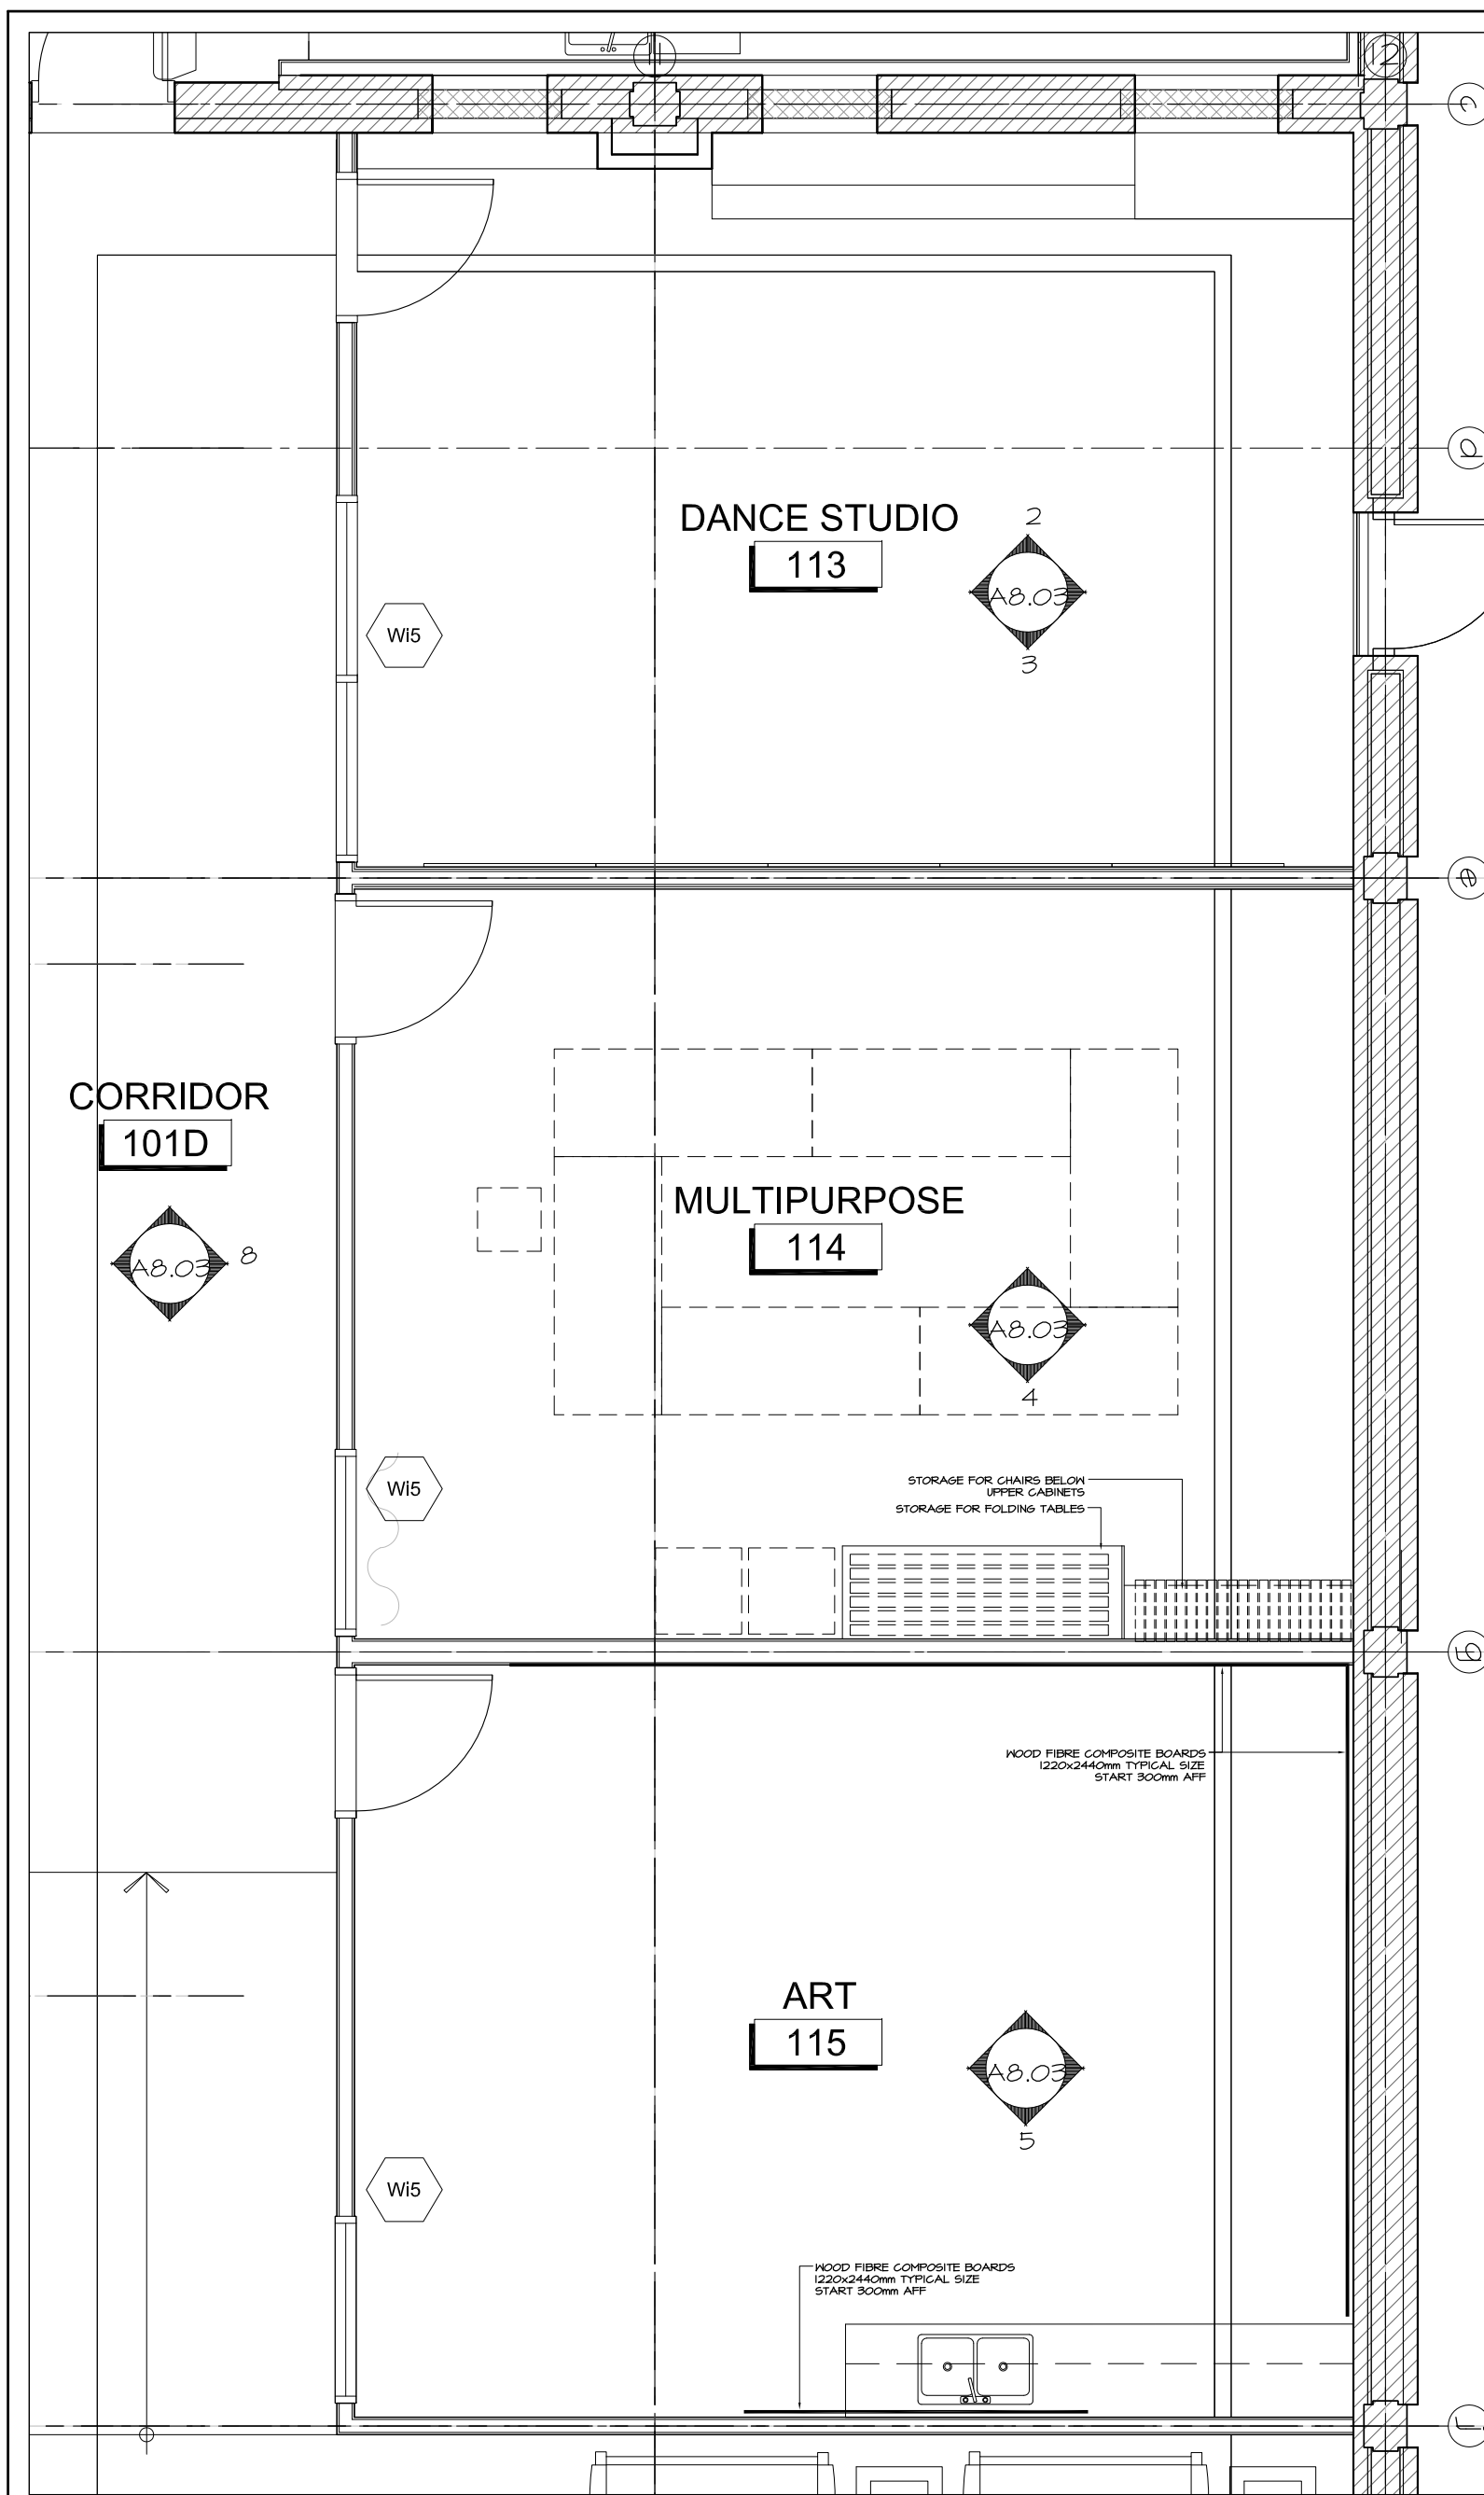 12
c
DANCE STUDIO
113
2
A8.03
3
Wi5
e
CORRIDOR
101D
A8.03
8
MULTIPURPOSE
114
A8.03
4
STORAGE FOR CHAIRS BELOW
UPPER CABINETS
STORAGE FOR FOLDING TABLES
Wi5
WOOD FIBRE COMPOSITE BOARDS
1220x2440mm TYPICAL SIZE
START 300mm AFF
ART
115
A8.03
5
Wi5
WOOD FIBRE COMPOSITE BOARDS
1220x2440mm TYPICAL SIZE
START 300mm AFF